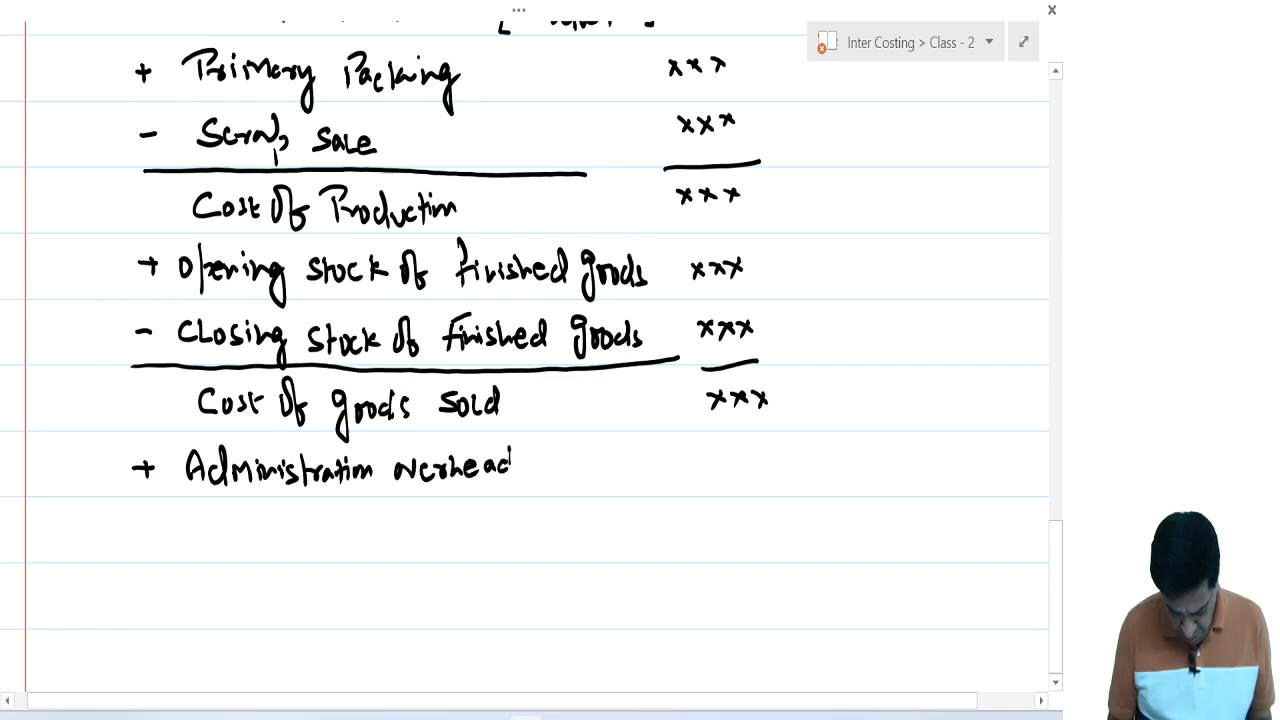 Inter Costing > Class - 2
+ Primary Packing xxx
- Scrap sale xxx
Cost of Production xxx
+ opening stock of finished goods xxx
- closing stock of finished goods xxx
Cost of goods sold xxx
+ Administration overhead